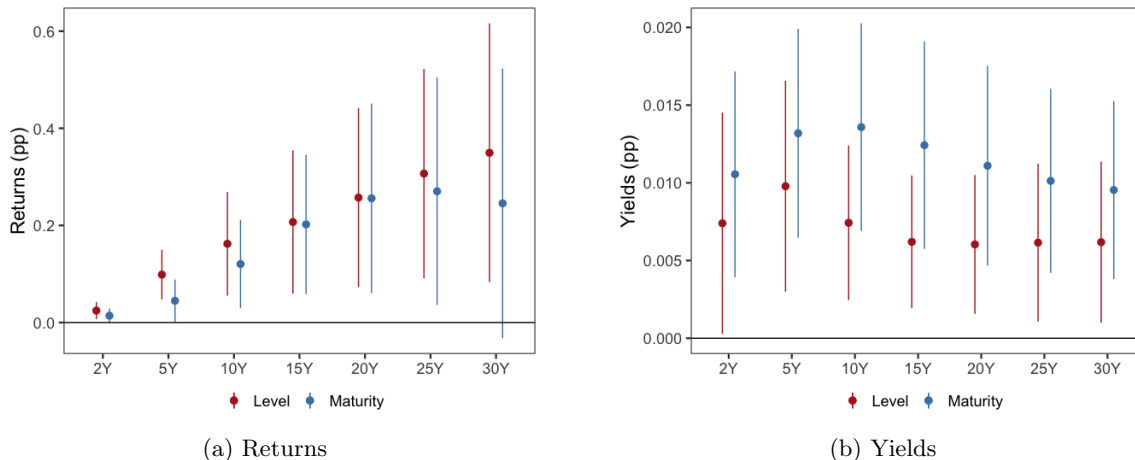 Returns (pp)
0.6
0.4
0.2
0.0
2Y 5Y 10Y 15Y 20Y 25Y 30Y
Level Maturity
(a) Returns
Yields (pp)
0.020
0.015
0.010
0.005
0.000
2Y 5Y 10Y 15Y 20Y 25Y 30Y
Level Maturity
(b) Yields